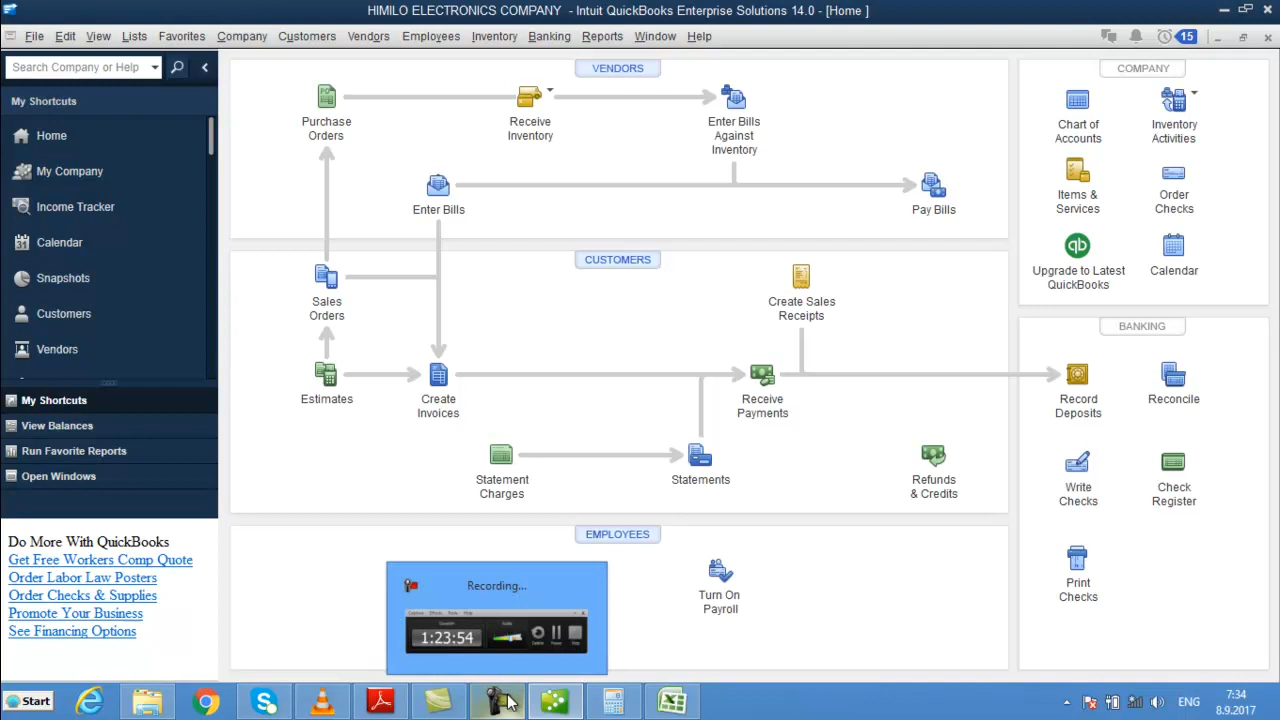 HIMILO ELECTRONICS COMPANY - Intuit QuickBooks Enterprise Solutions 14.0 - [Home ]
File Edit View Lists Favorites Company Customers Vendors Employees Inventory Banking Reports Window Help
15
Search Company or Help
My Shortcuts
Home
My Company
Income Tracker
Calendar
Snapshots
Customers
Vendors
My Shortcuts
View Balances
Run Favorite Reports
Open Windows
Do More With QuickBooks
Get Free Workers Comp Quote
Order Labor Law Posters
Order Checks & Supplies
Promote Your Business
See Financing Options
VENDORS
Purchase
Orders
Receive
Inventory
Enter Bills
Against
Inventory
Enter Bills
Pay Bills
CUSTOMERS
Sales
Orders
Create Sales
Receipts
Estimates
Create
Invoices
Receive
Payments
Statement
Charges
Statements
Refunds
& Credits
EMPLOYEES
Turn On
Payroll
COMPANY
Chart of
Accounts
Inventory
Activities
Items &
Services
Order
Checks
qb
Upgrade to Latest
QuickBooks
Calendar
BANKING
Record
Deposits
Reconcile
Write
Checks
Check
Register
Print
Checks
Recording...
1:23:54
Start
ENG
7:34
8.9.2017